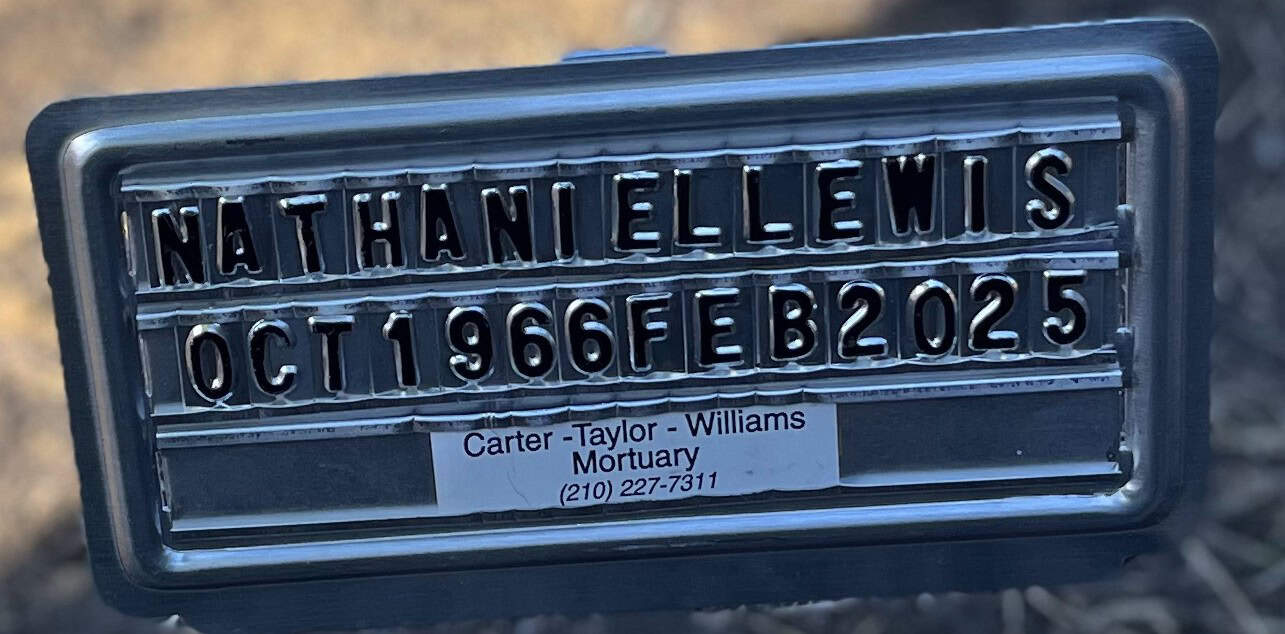 NATHANIELLEWIS
OCT1966FEB2025
Carter -Taylor - Williams
Mortuary
(210) 227-7311